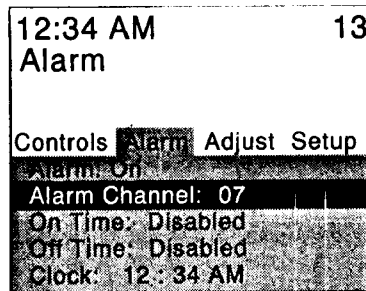 12:34 AM 13
Alarm
Controls Alarm Adjust Setup
Alarm: On
Alarm Channel: 07
On Time: Disabled
Off Time: Disabled
Clock: 12 : 34 AM